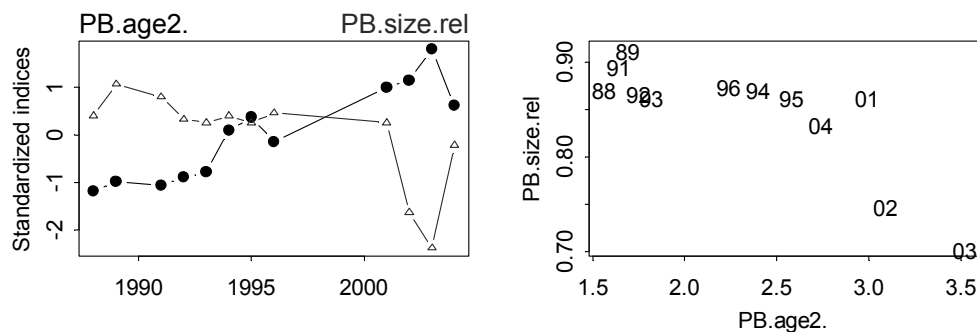 PB.age2. PB.size.rel
Standardized indices
1
0
-1
-2
1990 1995 2000
PB.size.rel
0.90
0.80
0.70
89
91
88 92 93 96 94 95 01
04
02
03
1.5 2.0 2.5 3.0 3.5
PB.age2.